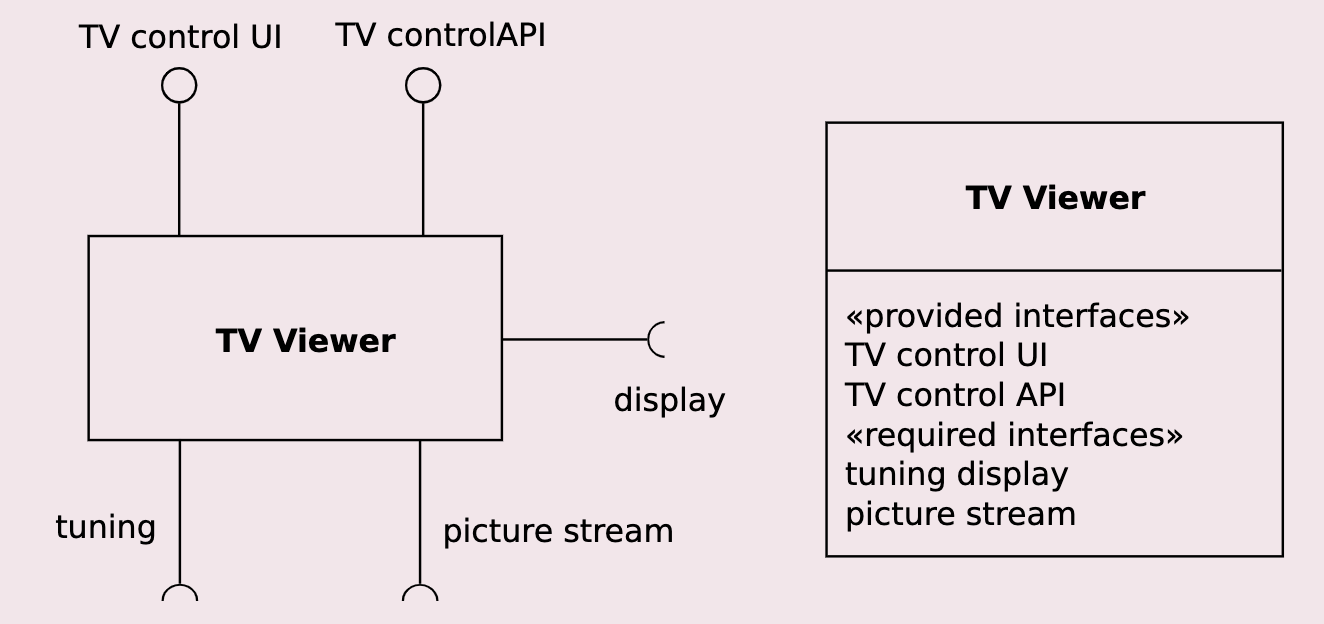 TV control UI
TV controlAPI
TV Viewer
display
tuning
picture stream
TV Viewer
«provided interfaces»
TV control UI
TV control API
«required interfaces»
tuning display
picture stream